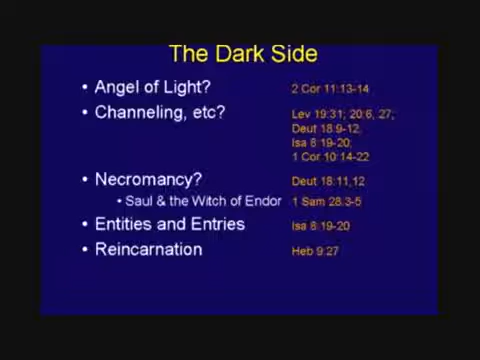 The Dark Side
• Angel of Light? 2 Cor 11:13-14
• Channeling, etc? Lev 19:31; 20:6, 27;
Deut 18:9-12;
Isa 8:19-20;
1 Cor 10:14-22
• Necromancy? Deut 18:11,12
• Saul & the Witch of Endor 1 Sam 28:3-5
• Entities and Entries Isa 8:19-20
• Reincarnation Heb 9:27